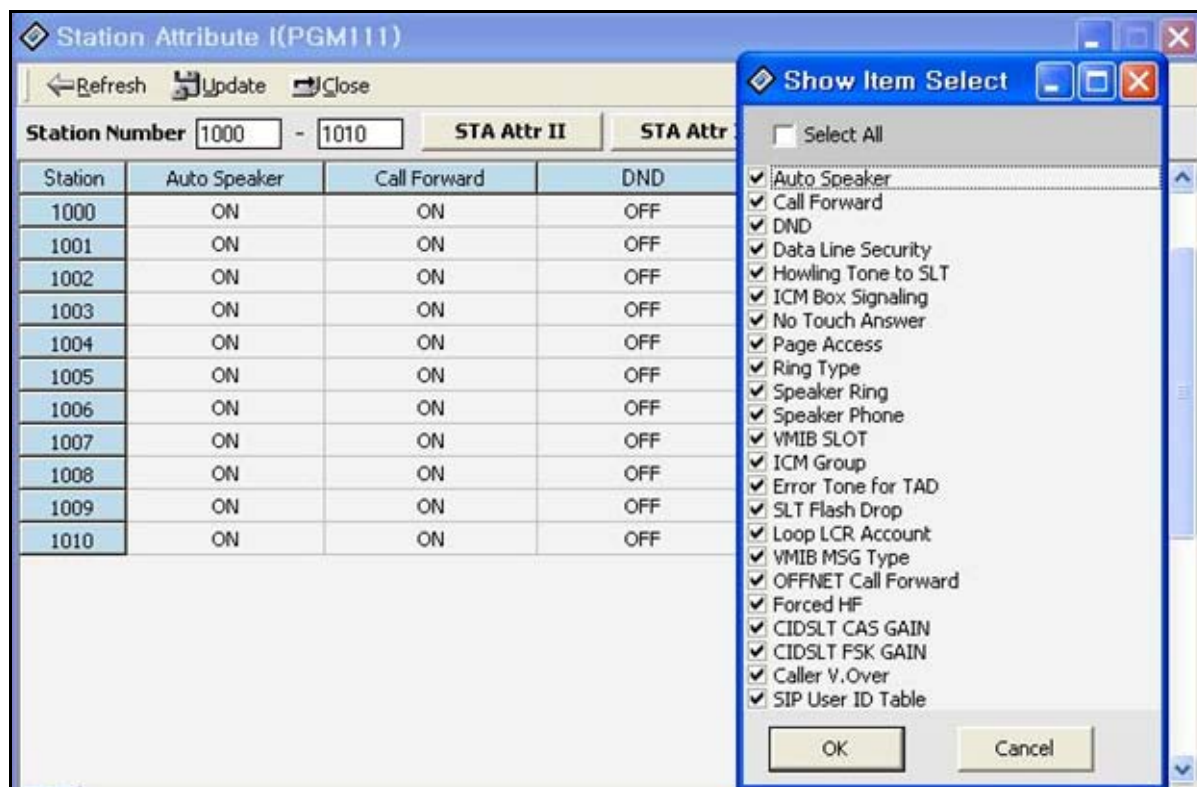 Station Attribute I(PGM111)
Refresh Update Close
Station Number 1000 - 1010 STA Attr II STA Attr
Station Auto Speaker Call Forward DND
1000 ON ON OFF
1001 ON ON OFF
1002 ON ON OFF
1003 ON ON OFF
1004 ON ON OFF
1005 ON ON OFF
1006 ON ON OFF
1007 ON ON OFF
1008 ON ON OFF
1009 ON ON OFF
1010 ON ON OFF
Show Item Select
Select All
Auto Speaker
Call Forward
DND
Data Line Security
Howling Tone to SLT
ICM Box Signaling
No Touch Answer
Page Access
Ring Type
Speaker Ring
Speaker Phone
VMIB SLOT
ICM Group
Error Tone for TAD
SLT Flash Drop
Loop LCR Account
VMIB MSG Type
OFFNET Call Forward
Forced HF
CIDSLT CAS GAIN
CIDSLT FSK GAIN
Caller V.Over
SIP User ID Table
OK Cancel